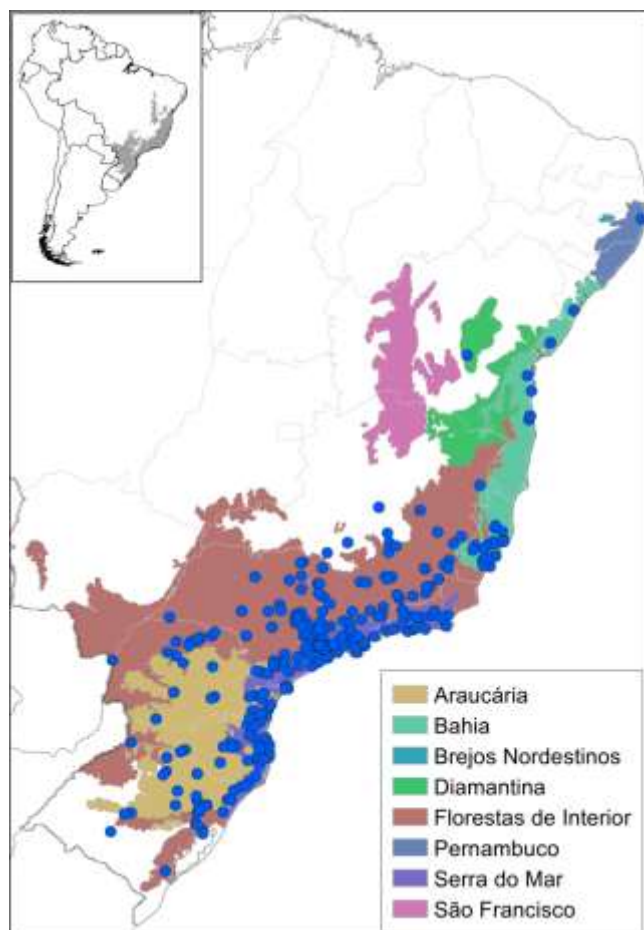 Araucária
Bahia
Brejos Nordestinos
Diamantina
Florestas de Interior
Pernambuco
Serra do Mar
São Francisco